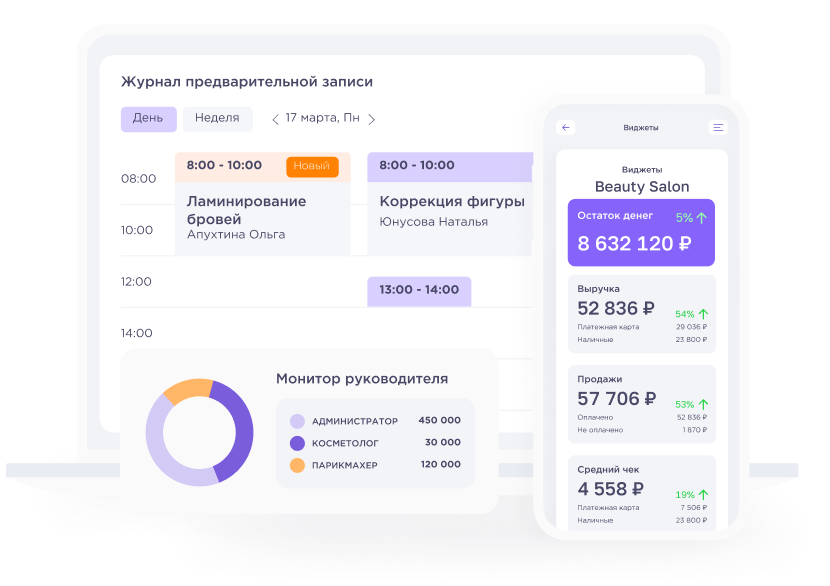 Журнал предварительной записи
День
Неделя
17 марта, Пн
08:00
10:00
12:00
14:00
8:00 - 10:00
Новый
Ламинирование
бровей
Апухтина Ольга
8:00 - 10:00
Коррекция фигуры
Юнусова Наталья
13:00 - 14:00
Монитор руководителя
АДМИНИСТРАТОР 450 000
КОСМЕТОЛОГ 30 000
ПАРИКМАХЕР 120 000
Виджеты
Виджеты
Beauty Salon
Остаток денег 5%
8 632 120 ₽
Выручка
52 836 ₽
54%
Платежная карта 29 036 ₽
Наличные 23 800 ₽
Продажи
57 706 ₽
53%
Оплачено 52 836 ₽
Не оплачено 1 870 ₽
Средний чек
4 558 ₽
19%
Платежная карта 7 506 ₽
Наличные 23 800 ₽